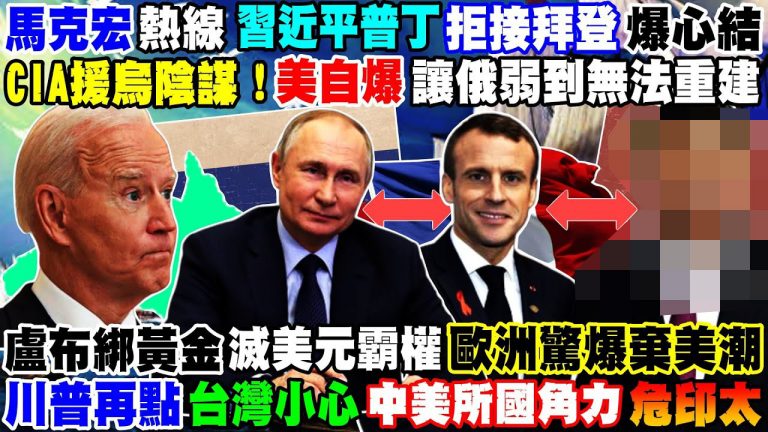 馬克宏熱線習近平普丁拒接拜登爆心結
CIA援烏陰謀！美自爆讓俄弱到無法重建
盧布綁黃金滅美元霸權歐洲驚爆棄美潮
川普再點台灣小心中美所國角力危印太